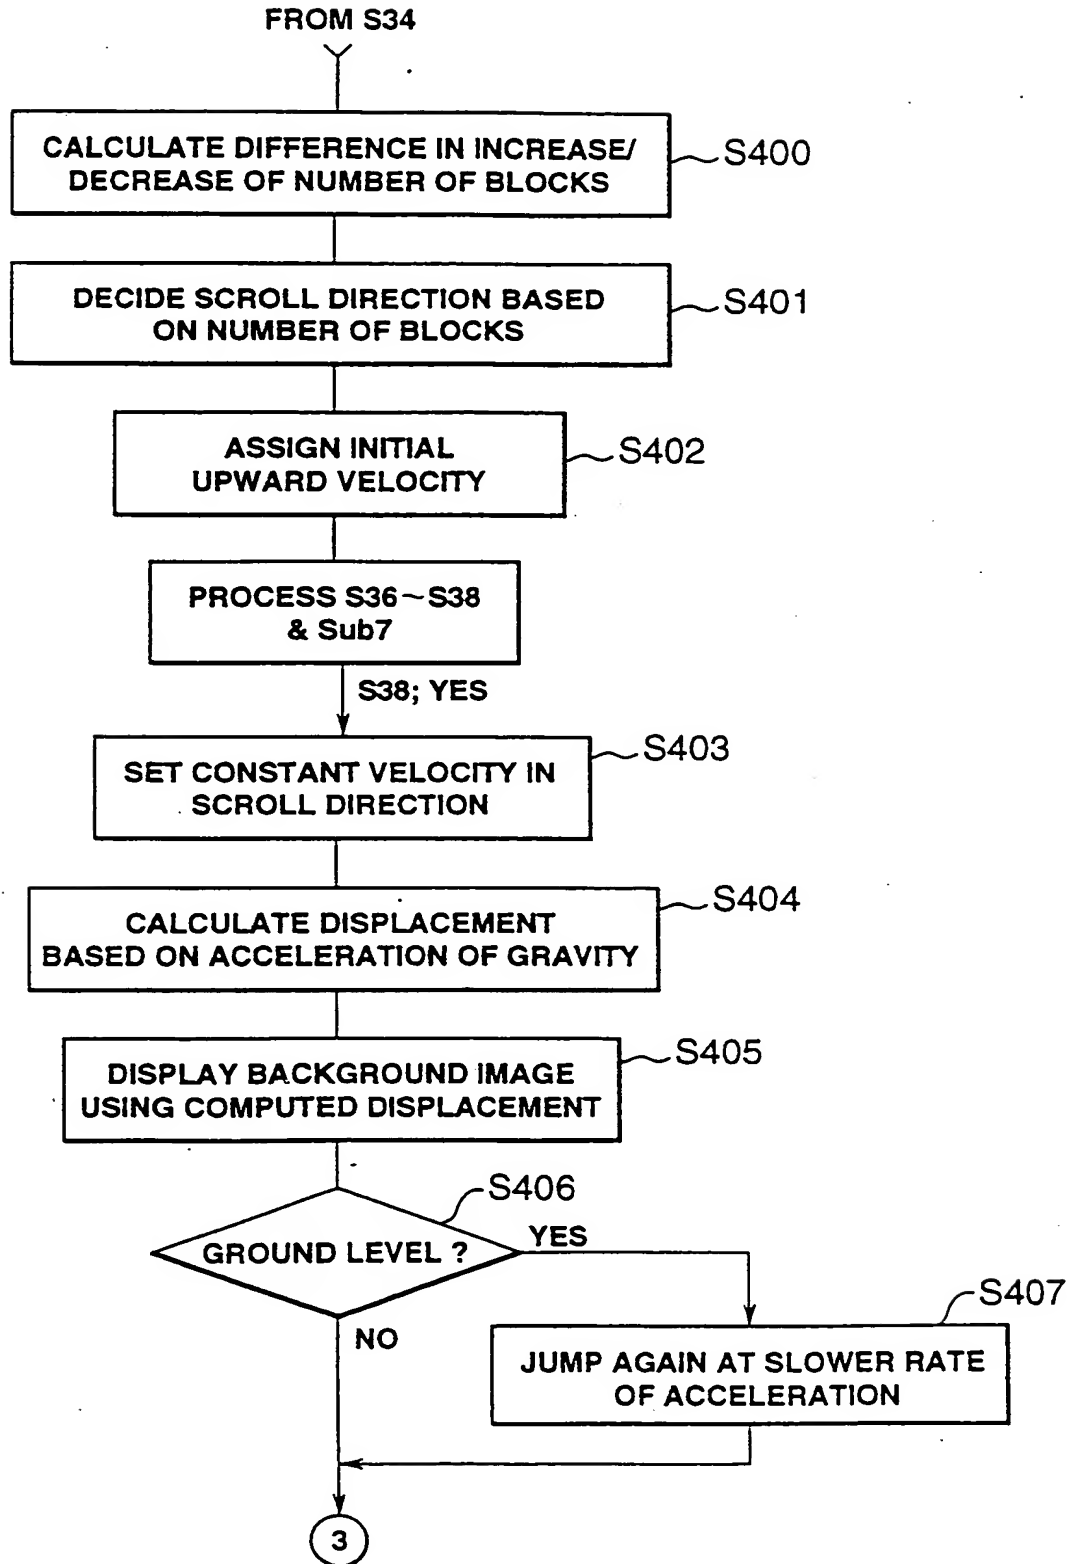 FROM S34
CALCULATE DIFFERENCE IN INCREASE/
DECREASE OF NUMBER OF BLOCKS
S400
DECIDE SCROLL DIRECTION BASED
ON NUMBER OF BLOCKS
S401
ASSIGN INITIAL
UPWARD VELOCITY
S402
PROCESS S36~S38
& Sub7
S38; YES
SET CONSTANT VELOCITY IN
SCROLL DIRECTION
S403
CALCULATE DISPLACEMENT
BASED ON ACCELERATION OF GRAVITY
S404
DISPLAY BACKGROUND IMAGE
USING COMPUTED DISPLACEMENT
S405
GROUND LEVEL ?
S406
YES
NO
JUMP AGAIN AT SLOWER RATE
OF ACCELERATION
S407
3